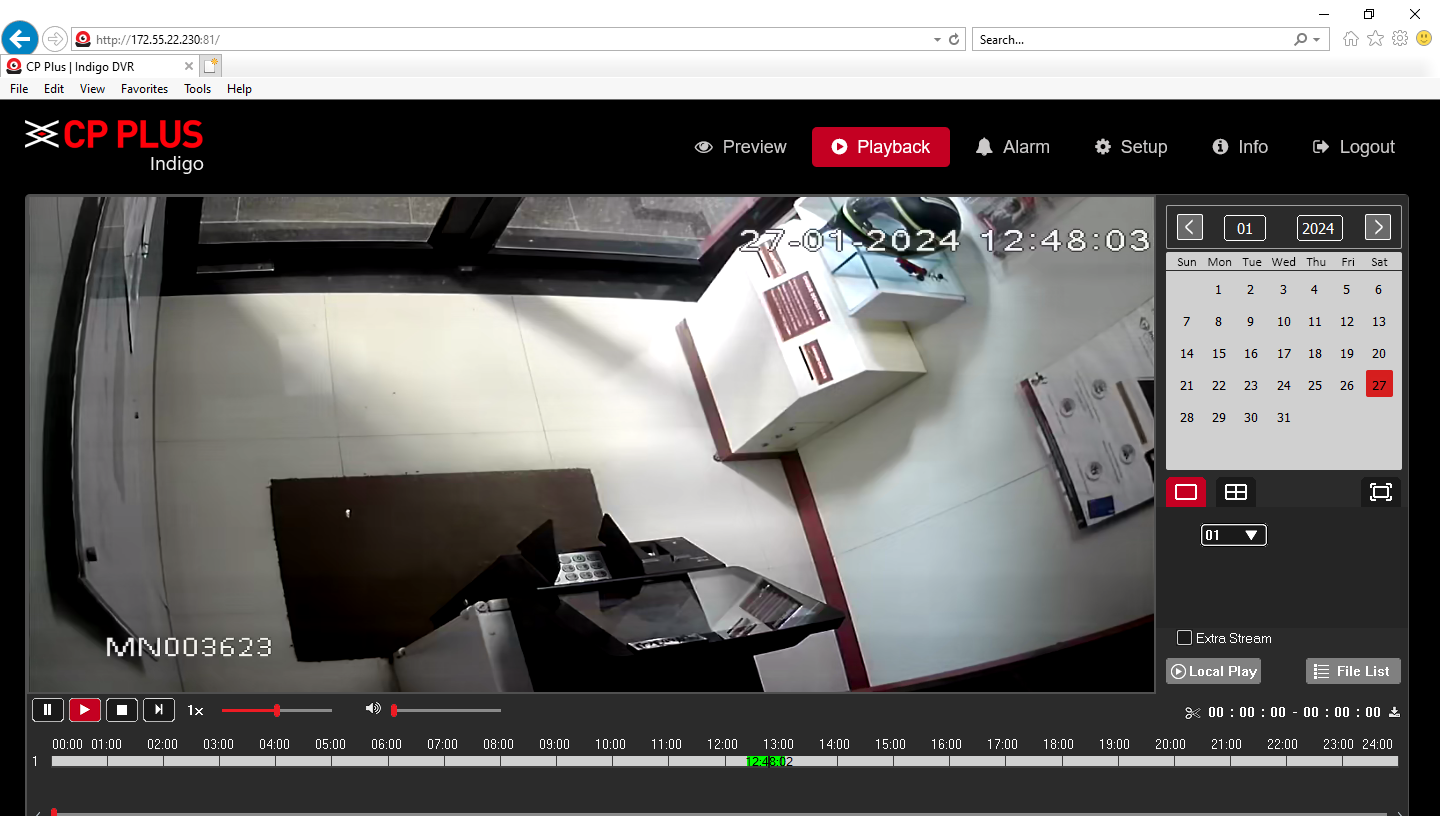 http://172.55.22.230:81/
Search...
CP Plus | Indigo DVR
File Edit View Favorites Tools Help
CP PLUS
Indigo
Preview Playback Alarm Setup Info Logout
27-01-2024 12:48:03
MN003623
01 2024
Sun Mon Tue Wed Thu Fri Sat
1 2 3 4 5 6
7 8 9 10 11 12 13
14 15 16 17 18 19 20
21 22 23 24 25 26 27
28 29 30 31
01
Extra Stream
Local Play File List
1x
00 : 00 : 00 - 00 : 00 : 00
00:00 01:00 02:00 03:00 04:00 05:00 06:00 07:00 08:00 09:00 10:00 11:00 12:00 13:00 14:00 15:00 16:00 17:00 18:00 19:00 20:00 21:00 22:00 23:00 24:00
1 12:48:02